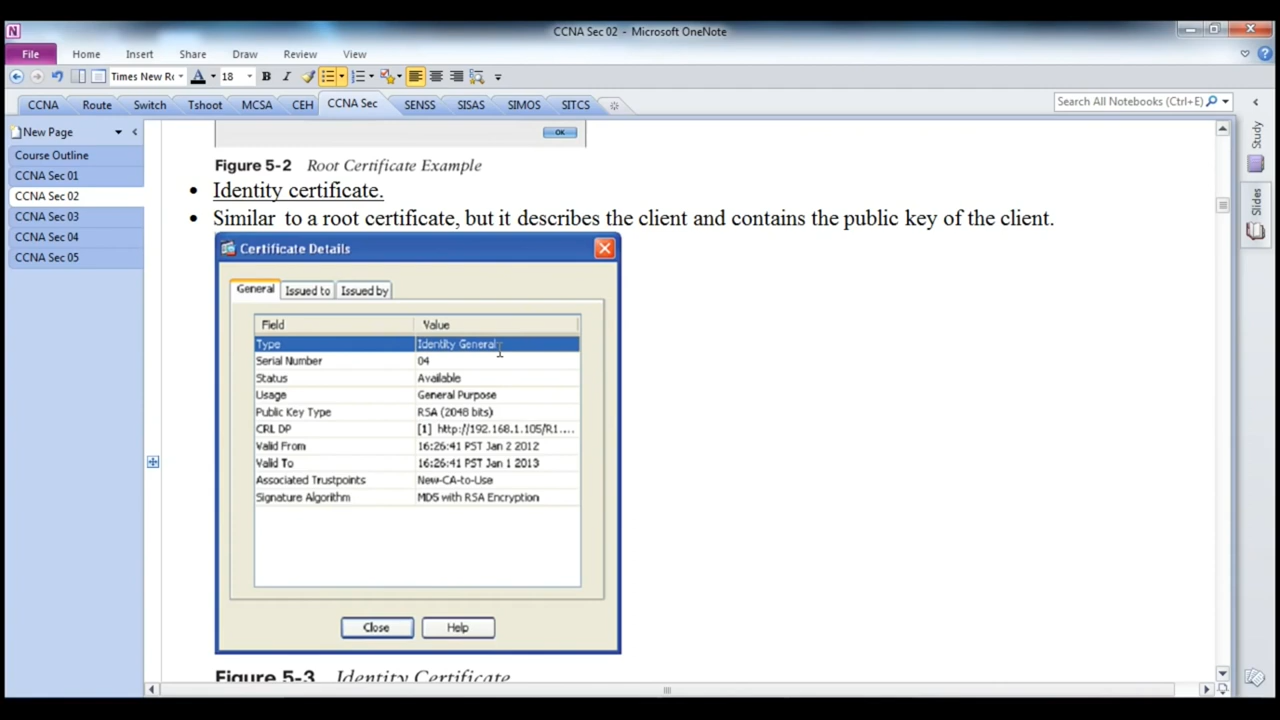 CCNA Sec 02 - Microsoft OneNote
File Home Insert Share Draw Review View
Times New R 18 B I
CCNA Route Switch Tshoot MCSA CEH CCNA Sec SENSS SISAS SIMOS SITCS Search All Notebooks (Ctrl+E)
New Page
Course Outline
CCNA Sec 01
CCNA Sec 02
CCNA Sec 03
CCNA Sec 04
CCNA Sec 05
OK
Figure 5-2 Root Certificate Example
• Identity certificate.
• Similar to a root certificate, but it describes the client and contains the public key of the client.
Certificate Details
General Issued to Issued by
Field Value
Type Identity General
Serial Number 04
Status Available
Usage General Purpose
Public Key Type RSA (2048 bits)
CRL DP [1] http://192.168.1.105/R1....
Valid From 16:26:41 PST Jan 2 2012
Valid To 16:26:41 PST Jan 1 2013
Associated Trustpoints New-CA-to-Use
Signature Algorithm MD5 with RSA Encryption
Close Help
Figure 5-3 Identity Certificate
Study
Slides